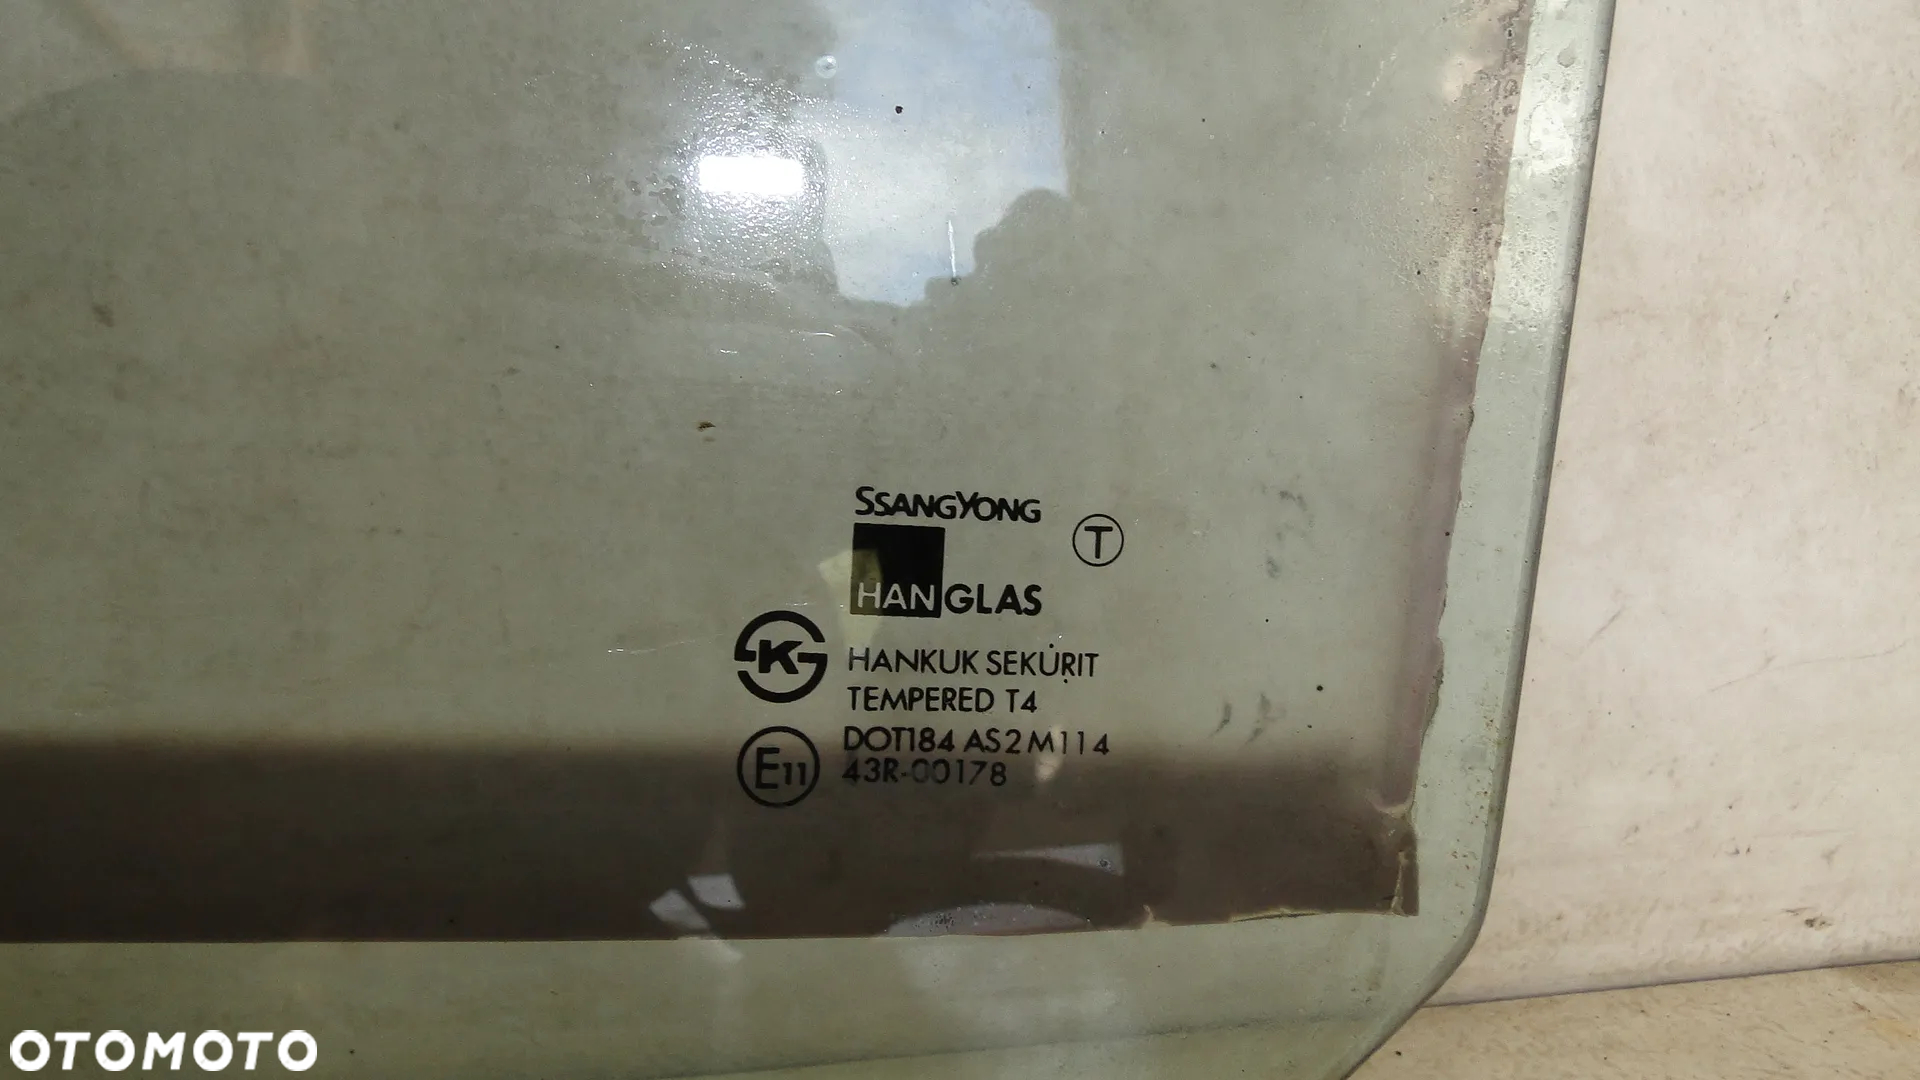 SSANGYONG
T
HANGLAS
K
HANKUK SEKURIT
TEMPERED T4
DOT184 AS2 M114
E11
43R-00178
OTOMOTO